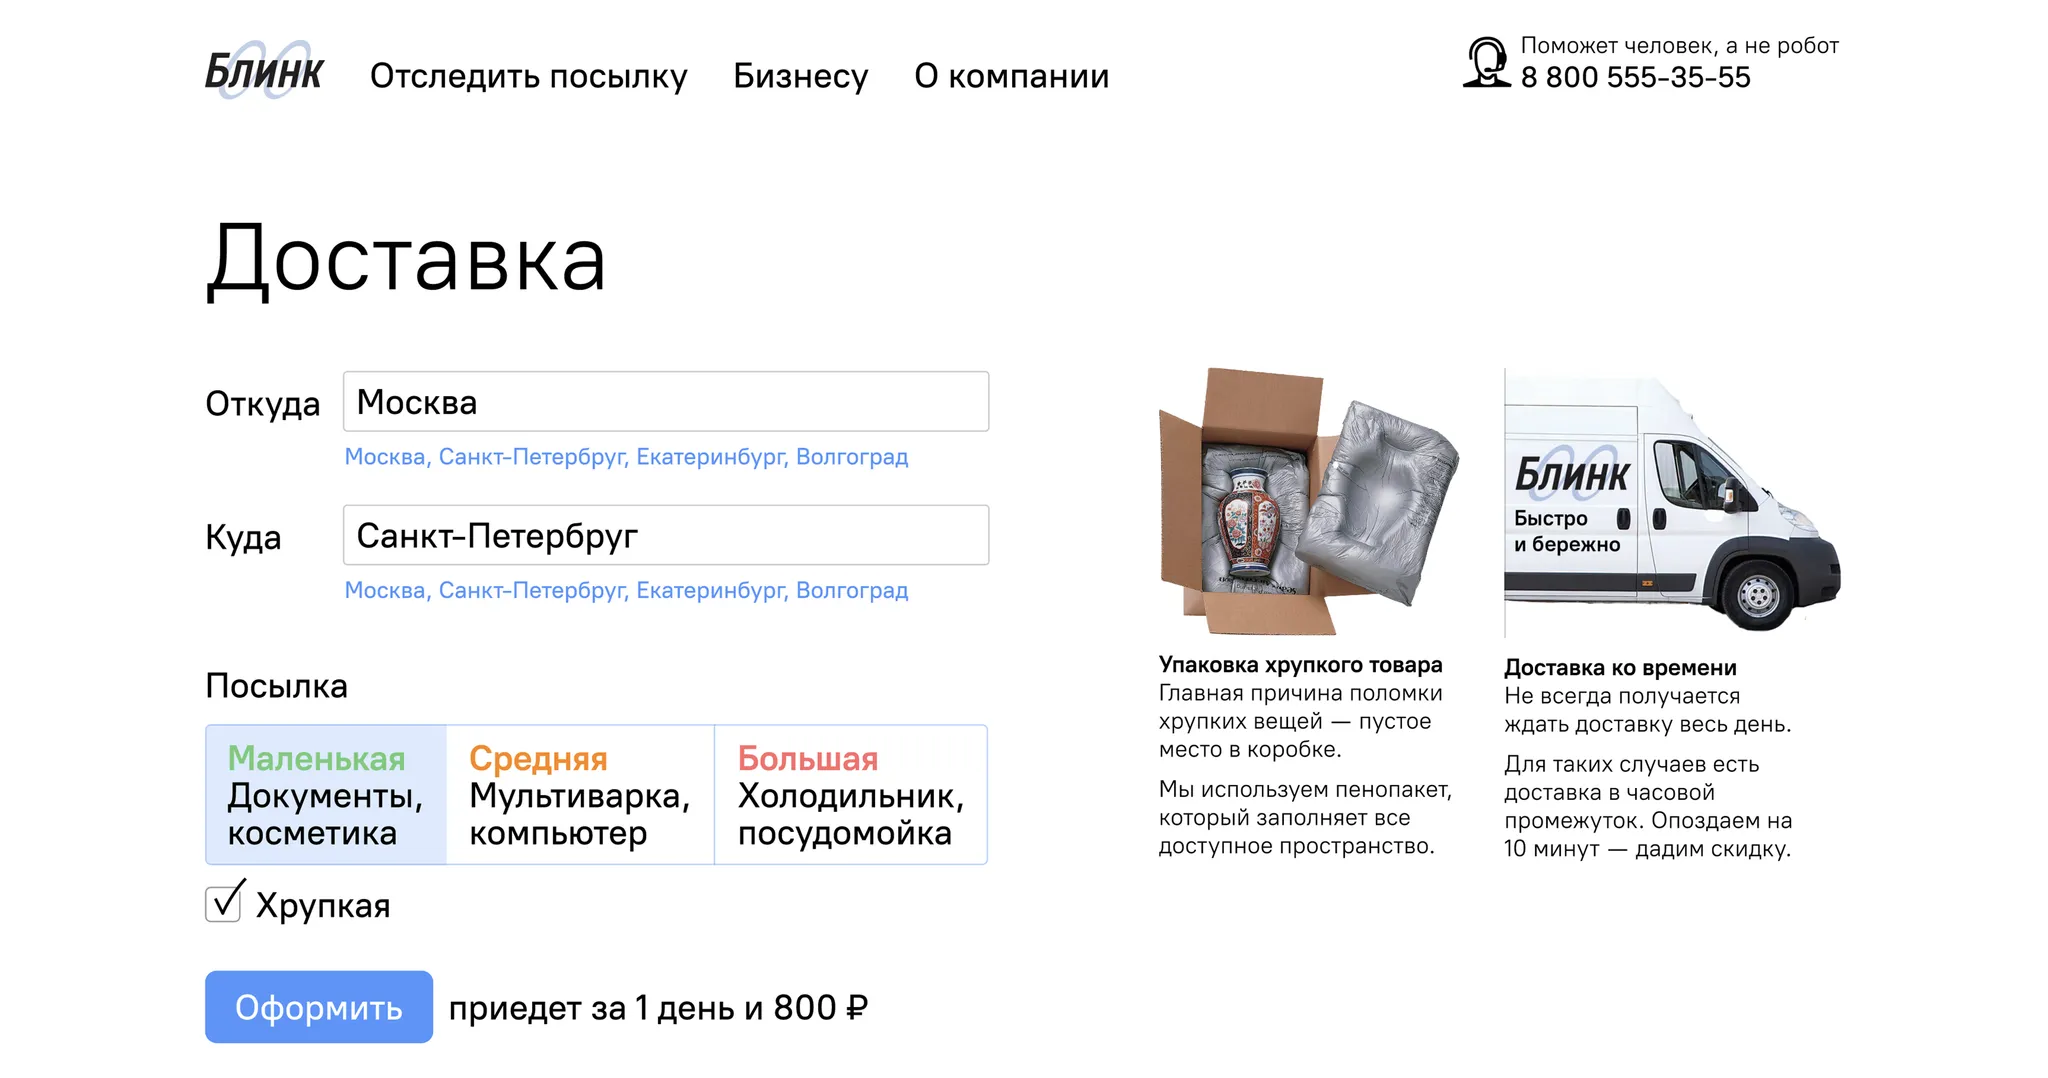 Блинк
Отследить посылку
Бизнесу
О компании
Поможет человек, а не робот
8 800 555-35-55
Доставка
Откуда
Москва
Москва, Санкт-Петербруг, Екатеринбург, Волгоград
Куда
Санкт-Петербруг
Москва, Санкт-Петербруг, Екатеринбург, Волгоград
Посылка
Маленькая
Документы,
косметика
Средняя
Мультиварка,
компьютер
Большая
Холодильник,
посудомойка
Хрупкая
Оформить
приедет за 1 день и 800 ₽
Упаковка хрупкого товара
Главная причина поломки
хрупких вещей — пустое
место в коробке.
Мы используем пенопакет,
который заполняет все
доступное пространство.
Блинк
Быстро
и бережно
Доставка ко времени
Не всегда получается
ждать доставку весь день.
Для таких случаев есть
доставка в часовой
промежуток. Опоздаем на
10 минут — дадим скидку.